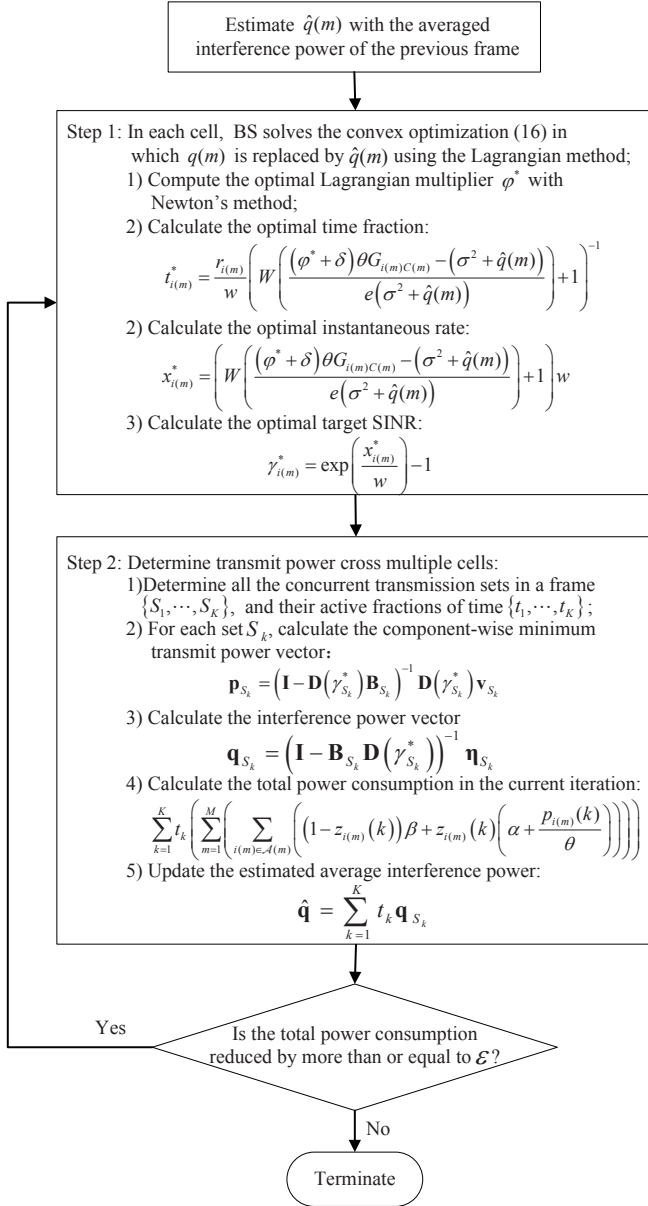 Estimate q̂(m) with the averaged
interference power of the previous frame
Step 1: In each cell, BS solves the convex optimization (16) in
which q(m) is replaced by q̂(m) using the Lagrangian method;
1) Compute the optimal Lagrangian multiplier φ* with
Newton's method;
2) Calculate the optimal time fraction:
t*_{i(m)} = \frac{r_{i(m)}}{w} ( W ( \frac{(φ* + δ)θG_{i(m)C(m)} − (σ² + q̂(m))}{e(σ² + q̂(m))} ) + 1 )^{−1}
2) Calculate the optimal instantaneous rate:
x*_{i(m)} = ( W ( \frac{(φ* + δ)θG_{i(m)C(m)} − (σ² + q̂(m))}{e(σ² + q̂(m))} ) + 1 ) w
3) Calculate the optimal target SINR:
γ*_{i(m)} = exp( \frac{x*_{i(m)}}{w} ) − 1
Step 2: Determine transmit power cross multiple cells:
1)Determine all the concurrent transmission sets in a frame
{S_1,⋯,S_K}, and their active fractions of time {t_1,⋯,t_K};
2) For each set S_k, calculate the component-wise minimum
transmit power vector：
p_{S_k} = (I − D(γ*_{S_k})B_{S_k})^{−1} D(γ*_{S_k})v_{S_k}
3) Calculate the interference power vector
q_{S_k} = (I − B_{S_k}D(γ*_{S_k}))^{−1} η_{S_k}
4) Calculate the total power consumption in the current iteration:
\sum_{k=1}^{K} t_k ( \sum_{m=1}^{M} ( \sum_{i(m)∈𝒜(m)} ( (1 − z_{i(m)}(k))β + z_{i(m)}(k) ( α + \frac{p_{i(m)}(k)}{θ} ) ) ) )
5) Update the estimated average interference power:
q̂ = \sum_{k=1}^{K} t_k q_{S_k}
Yes
Is the total power consumption
reduced by more than or equal to ε?
No
Terminate